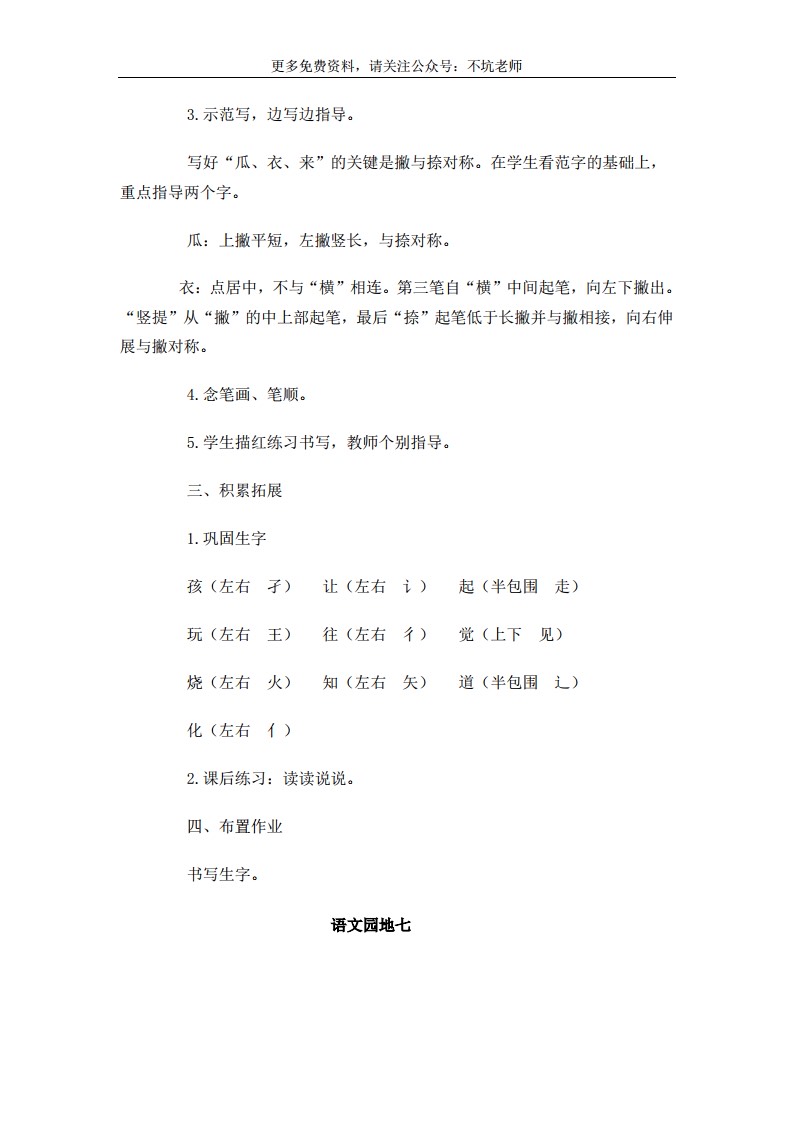 更多免费资料，请关注公众号：不坑老师
3.示范写，边写边指导。
写好“瓜、衣、来”的关键是撇与捺对称。在学生看范字的基础上，
重点指导两个字。
瓜：上撇平短，左撇竖长，与捺对称。
衣：点居中，不与“横”相连。第三笔自“横”中间起笔，向左下撇出。
“竖提”从“撇”的中上部起笔，最后“捺”起笔低于长撇并与撇相接，向右伸
展与撇对称。
4.念笔画、笔顺。
5.学生描红练习书写，教师个别指导。
三、积累拓展
1.巩固生字
孩（左右 孑） 让（左右 讠） 起（半包围 走）
玩（左右 王） 往（左右 彳） 觉（上下 见）
烧（左右 火） 知（左右 矢） 道（半包围 辶）
化（左右 亻）
2.课后练习：读读说说。
四、布置作业
书写生字。
语文园地七